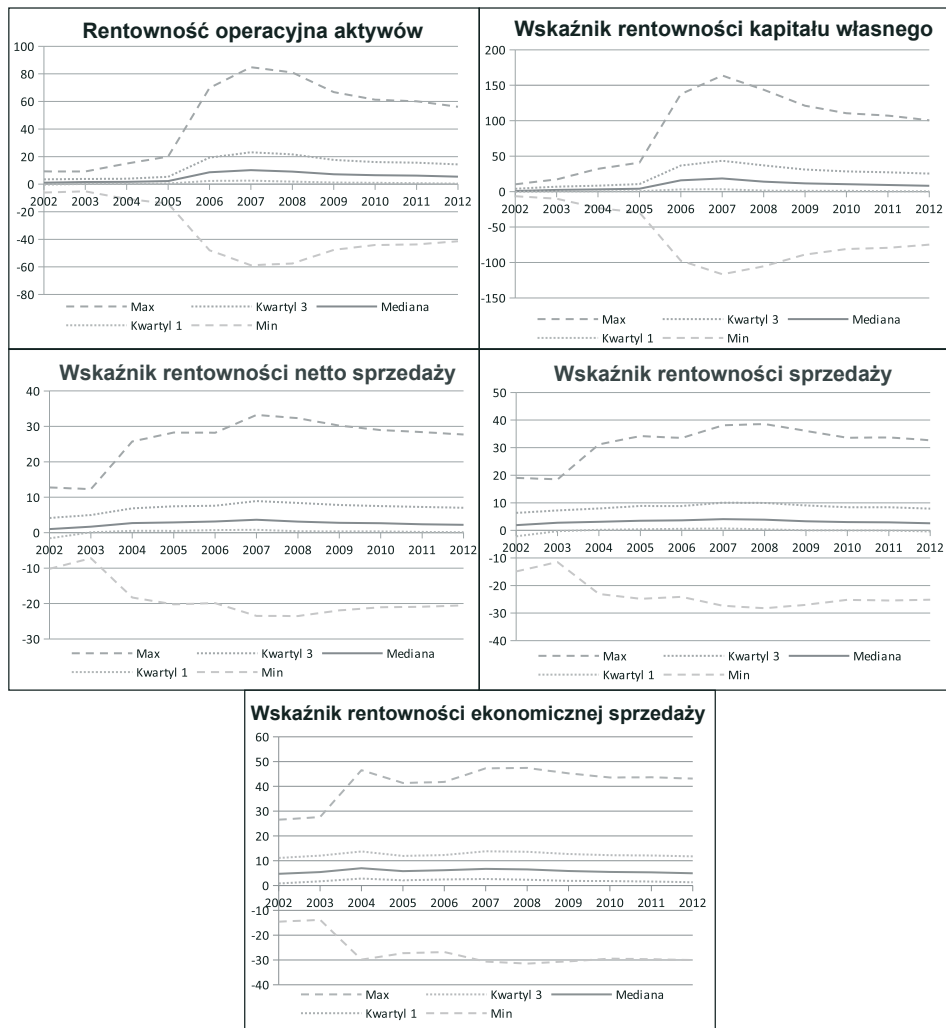 Rentowność operacyjna aktywów
100
80
60
40
20
0
-20
-40
-60
-80
2002 2003 2004 2005 2006 2007 2008 2009 2010 2011 2012
Max Kwartyl 3 Mediana
Kwartyl 1 Min
Wskaźnik rentowności kapitału własnego
200
150
100
50
0
-50
-100
-150
2002 2003 2004 2005 2006 2007 2008 2009 2010 2011 2012
Max Kwartyl 3 Mediana
Kwartyl 1 Min
Wskaźnik rentowności netto sprzedaży
40
30
20
10
0
-10
-20
-30
2002 2003 2004 2005 2006 2007 2008 2009 2010 2011 2012
Max Kwartyl 3 Mediana
Kwartyl 1 Min
Wskaźnik rentowności sprzedaży
50
40
30
20
10
0
-10
-20
-30
-40
2002 2003 2004 2005 2006 2007 2008 2009 2010 2011 2012
Max Kwartyl 3 Mediana
Kwartyl 1 Min
Wskaźnik rentowności ekonomicznej sprzedaży
60
50
40
30
20
10
0
-10
-20
-30
-40
2002 2003 2004 2005 2006 2007 2008 2009 2010 2011 2012
Max Kwartyl 3 Mediana
Kwartyl 1 Min